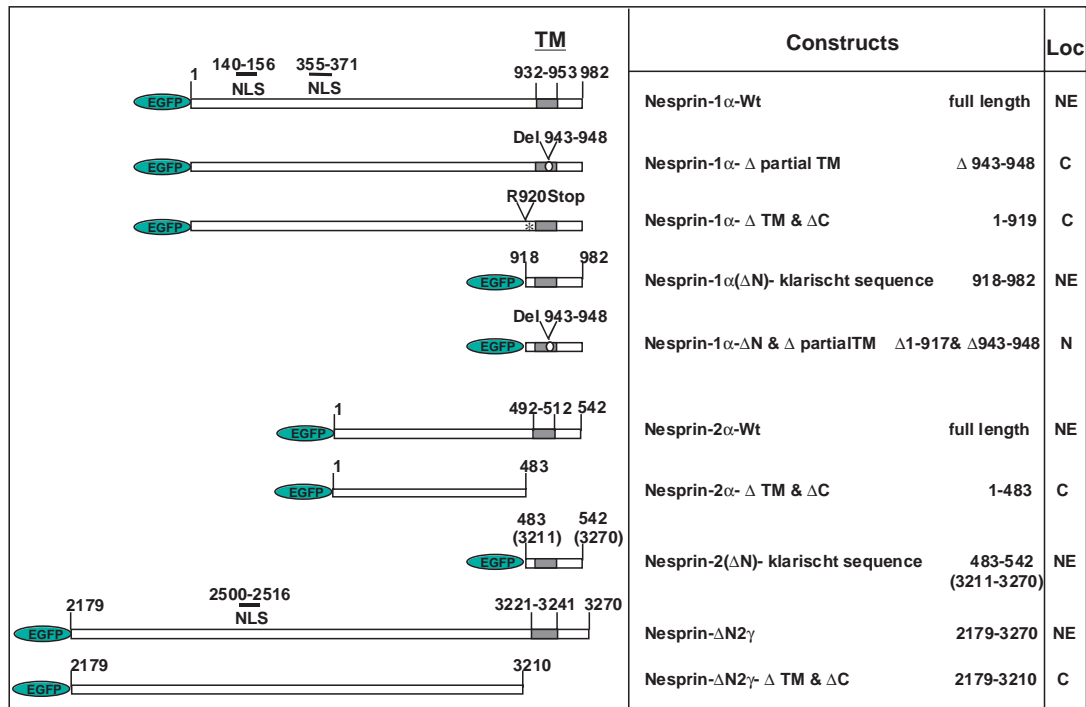 TM Constructs Loc
140-156 355-371
1 NLS NLS 932-953 982
EGFP Nesprin-1α-Wt full length NE
Del 943-948
EGFP Nesprin-1α- Δ partial TM Δ 943-948 C
R920Stop
EGFP * Nesprin-1α- Δ TM & ΔC 1-919 C
918 982
EGFP Nesprin-1α(ΔN)- klarischt sequence 918-982 NE
Del 943-948
EGFP Nesprin-1α-ΔN & Δ partialTM Δ1-917& Δ943-948 N
1 492-512 542
EGFP Nesprin-2α-Wt full length NE
1 483
EGFP Nesprin-2α- Δ TM & ΔC 1-483 C
483 542
(3211) (3270)
EGFP Nesprin-2(ΔN)- klarischt sequence 483-542 NE
(3211-3270)
2179 2500-2516 3221-3241 3270
NLS
EGFP Nesprin-ΔN2γ 2179-3270 NE
2179 3210
EGFP Nesprin-ΔN2γ- Δ TM & ΔC 2179-3210 C